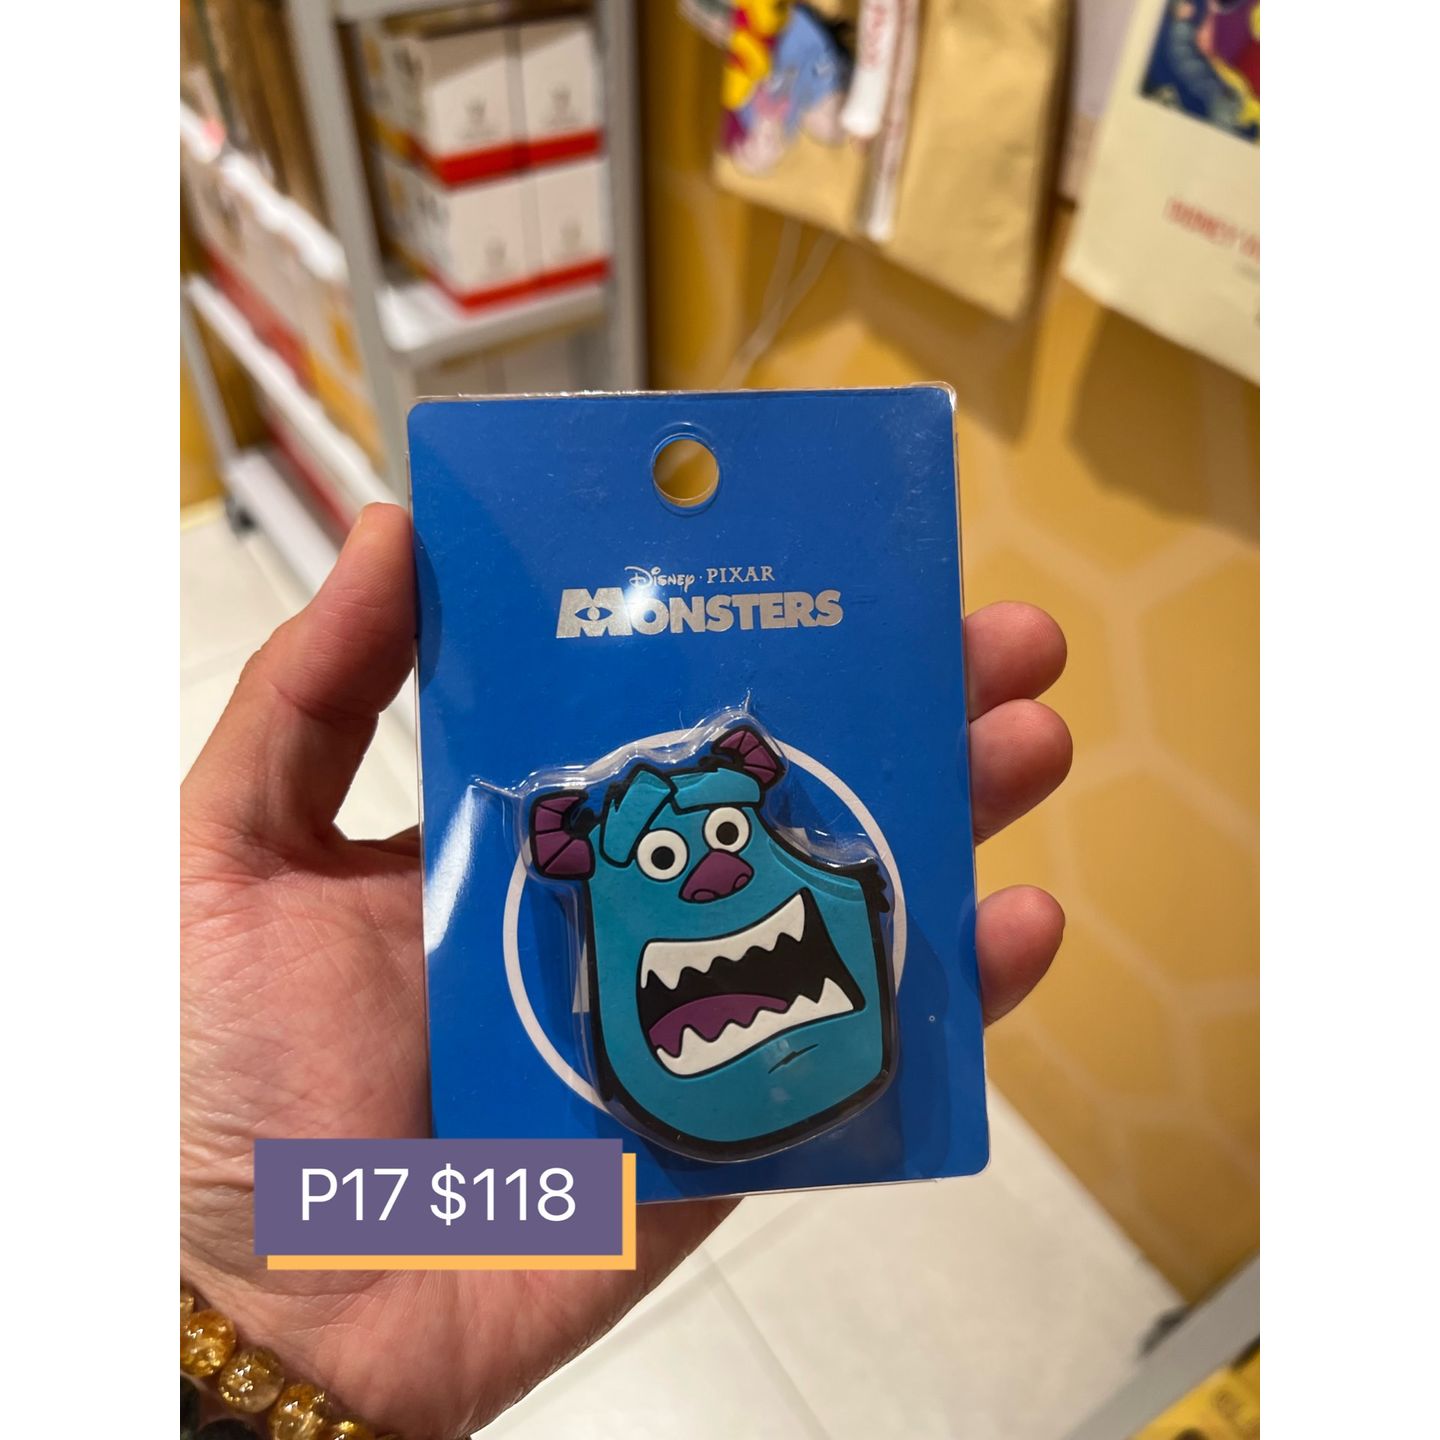 Disney · PIXAR
MONSTERS
P17 $118